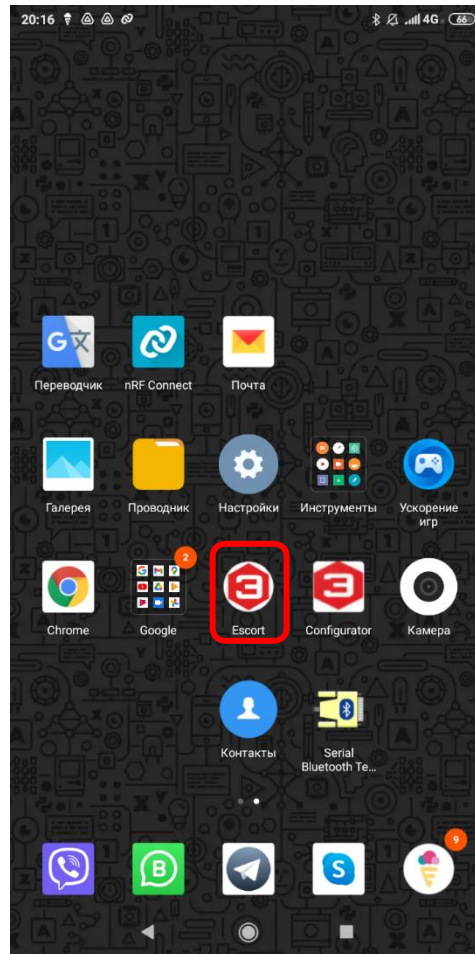 20:16
4G
66
Переводчик
nRF Connect
Почта
Галерея
Проводник
Настройки
Инструменты
Ускорение
игр
2
Chrome
Google
Escort
Configurator
Камера
Контакты
Serial
Bluetooth Te...
9